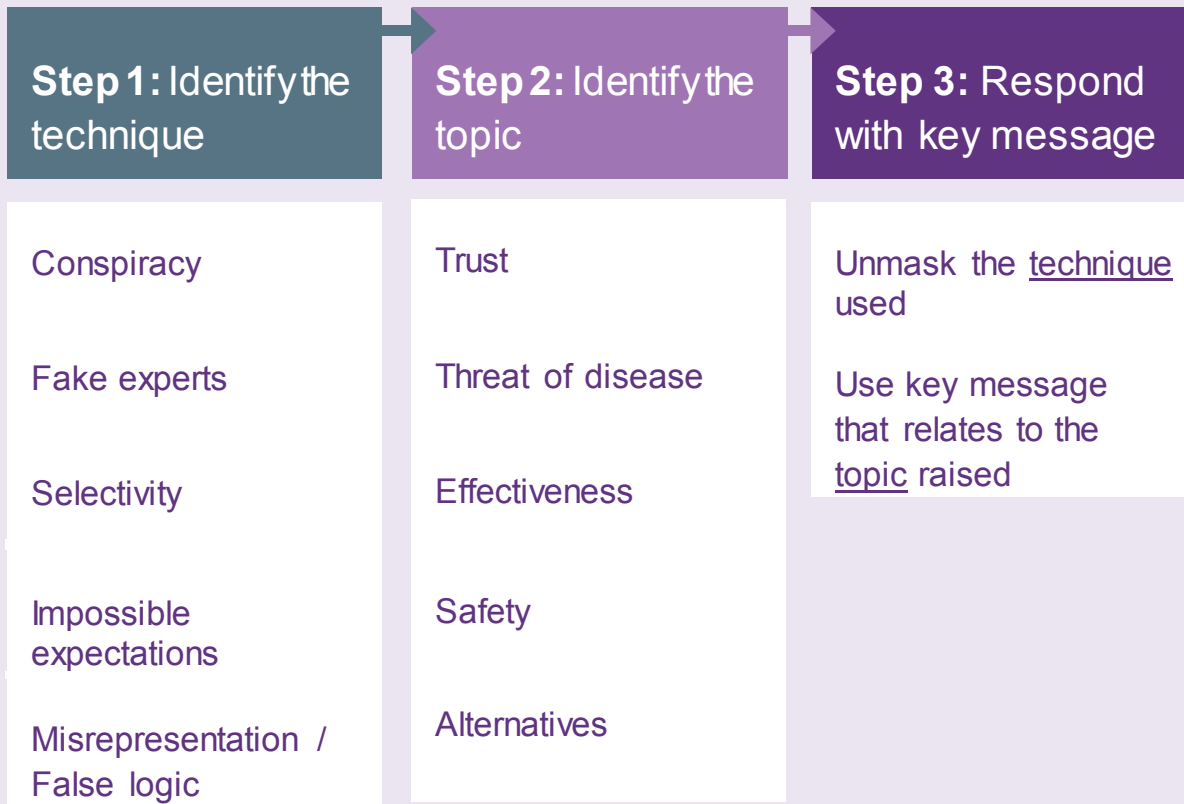 Step 1: Identify the
technique
Conspiracy
Fake experts
Selectivity
Impossible
expectations
Misrepresentation /
False logic
Step 2: Identify the
topic
Trust
Threat of disease
Effectiveness
Safety
Alternatives
Step 3: Respond
with key message
Unmask the technique
used
Use key message
that relates to the
topic raised